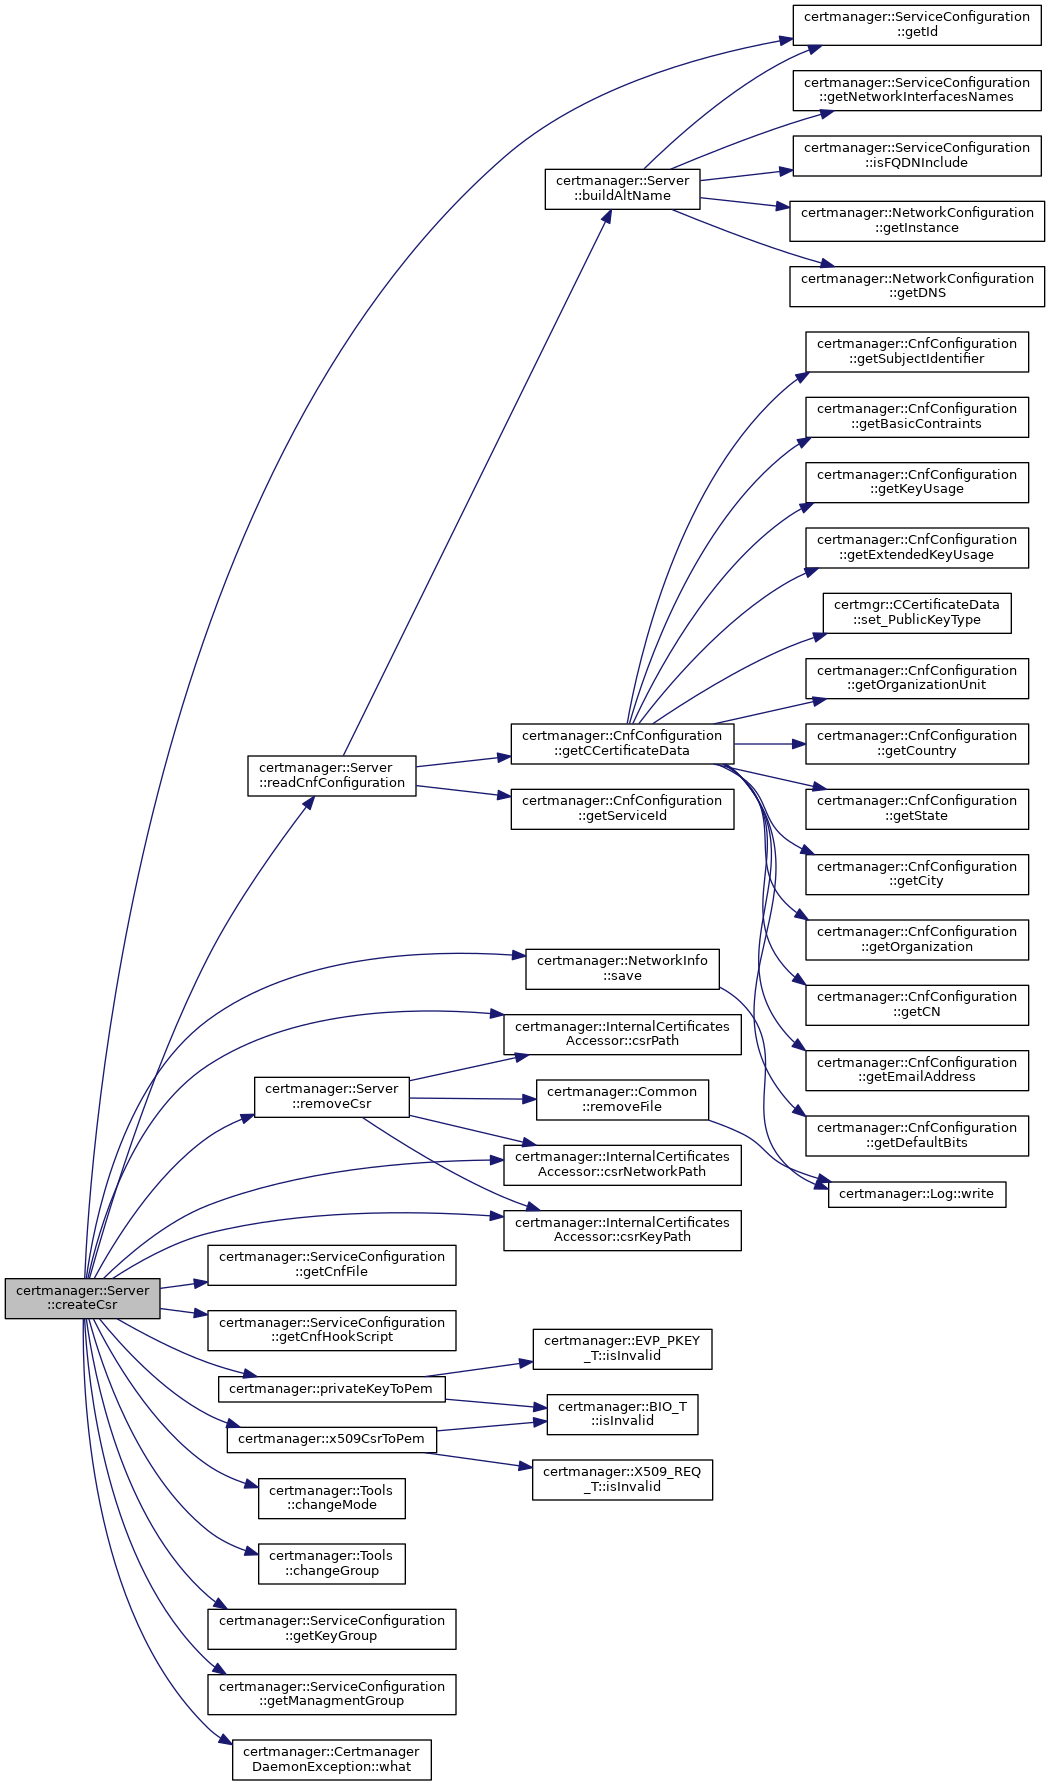 certmanager::ServiceConfiguration
::getId
certmanager::ServiceConfiguration
::getNetworkInterfacesNames
certmanager::ServiceConfiguration
::isFQDNInclude
certmanager::Server
::buildAltName
certmanager::NetworkConfiguration
::getInstance
certmanager::NetworkConfiguration
::getDNS
certmanager::CnfConfiguration
::getSubjectIdentifier
certmanager::CnfConfiguration
::getBasicContraints
certmanager::CnfConfiguration
::getKeyUsage
certmanager::CnfConfiguration
::getExtendedKeyUsage
certmgr::CCertificateData
::set_PublicKeyType
certmanager::CnfConfiguration
::getOrganizationUnit
certmanager::CnfConfiguration
::getCCertificateData
certmanager::CnfConfiguration
::getCountry
certmanager::Server
::readCnfConfiguration
certmanager::CnfConfiguration
::getServiceId
certmanager::CnfConfiguration
::getState
certmanager::CnfConfiguration
::getCity
certmanager::CnfConfiguration
::getOrganization
certmanager::NetworkInfo
::save
certmanager::CnfConfiguration
::getCN
certmanager::InternalCertificates
Accessor::csrPath
certmanager::CnfConfiguration
::getEmailAddress
certmanager::Server
::removeCsr
certmanager::Common
::removeFile
certmanager::CnfConfiguration
::getDefaultBits
certmanager::InternalCertificates
Accessor::csrNetworkPath
certmanager::Log::write
certmanager::InternalCertificates
Accessor::csrKeyPath
certmanager::ServiceConfiguration
::getCnfFile
certmanager::Server
::createCsr
certmanager::ServiceConfiguration
::getCnfHookScript
certmanager::EVP_PKEY
_T::isInvalid
certmanager::privateKeyToPem
certmanager::BIO_T
::isInvalid
certmanager::x509CsrToPem
certmanager::X509_REQ
_T::isInvalid
certmanager::Tools
::changeMode
certmanager::Tools
::changeGroup
certmanager::ServiceConfiguration
::getKeyGroup
certmanager::ServiceConfiguration
::getManagmentGroup
certmanager::Certmanager
DaemonException::what